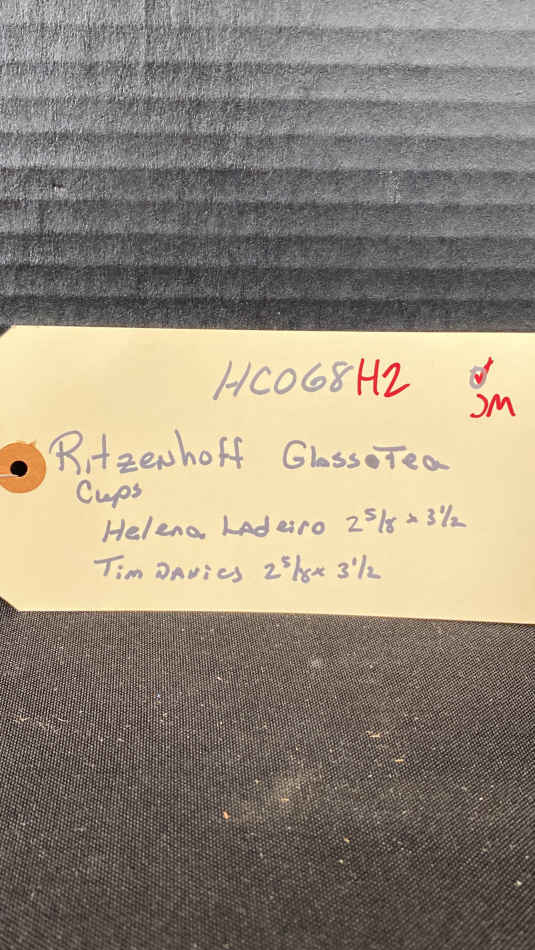 HC068H2
JM
Ritzenhoff Glass Tea
Cups
Helena Ladeiro 2 5/8 x 3 1/2
Tim Davies 2 5/8 x 3 1/2